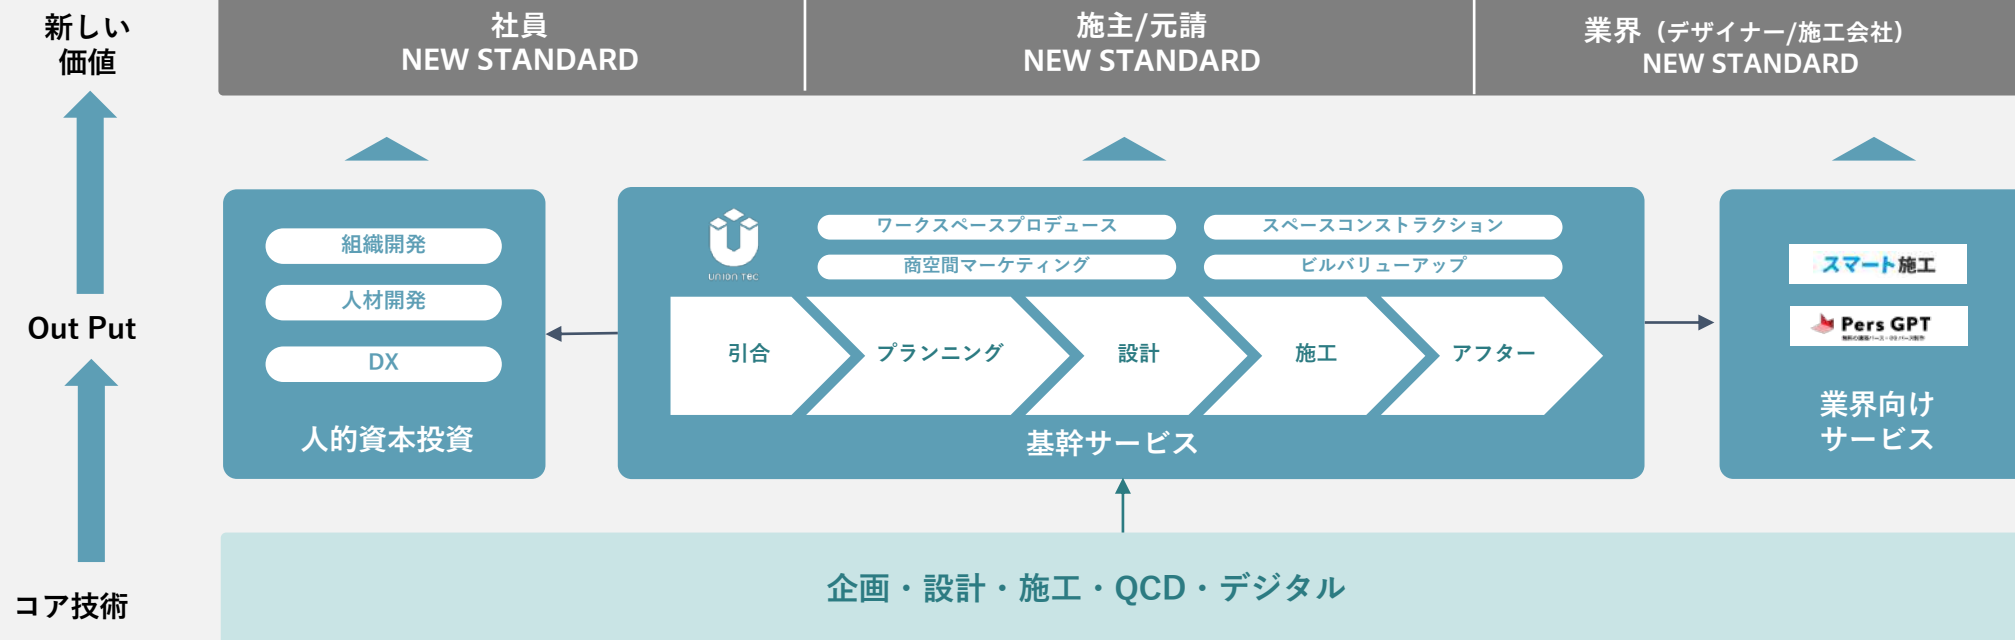 新しい
価値
社員
NEW STANDARD
施主/元請
NEW STANDARD
業界（デザイナー/施工会社）
NEW STANDARD
Out Put
コア技術
組織開発
人材開発
DX
人的資本投資
UNION TEC
ワークスペースプロデュース
スペースコンストラクション
商空間マーケティング
ビルバリューアップ
引合
プランニング
設計
施工
アフター
基幹サービス
スマート施工
Pers GPT
業界向け
サービス
企画・設計・施工・QCD・デジタル